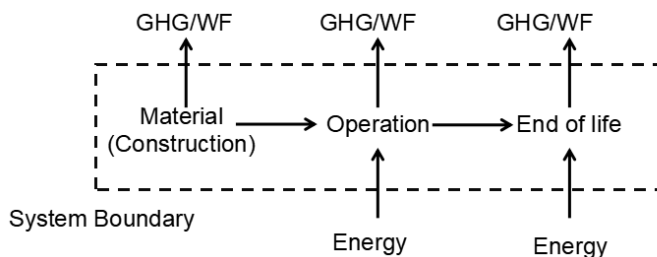 GHG/WF GHG/WF GHG/WF
Material
(Construction)
Operation
End of life
System Boundary
Energy
Energy